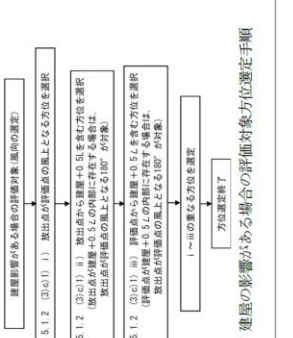 建屋影響がある場合の評価対象(風向の選定)
5.1.2 (3)c)1) i) 放出点が評価点の風上となる方位を選択
5.1.2 (3)c)1) ii) 放出点から建屋+0.5Lを含む方位を選択
(放出点が建屋+0.5Lの内部に存在する場合は、
放出点が評価点の風上となる180°が対象)
5.1.2 (3)c)1) iii) 評価点から建屋+0.5Lを含む方位を選択
(評価点が建屋+0.5Lの内部に存在する場合は、
放出点が評価点の風上となる180°が対象)
i~iiiの重なる方位を選定
方位選定終了
建屋の影響がある場合の評価対象方位選定手順